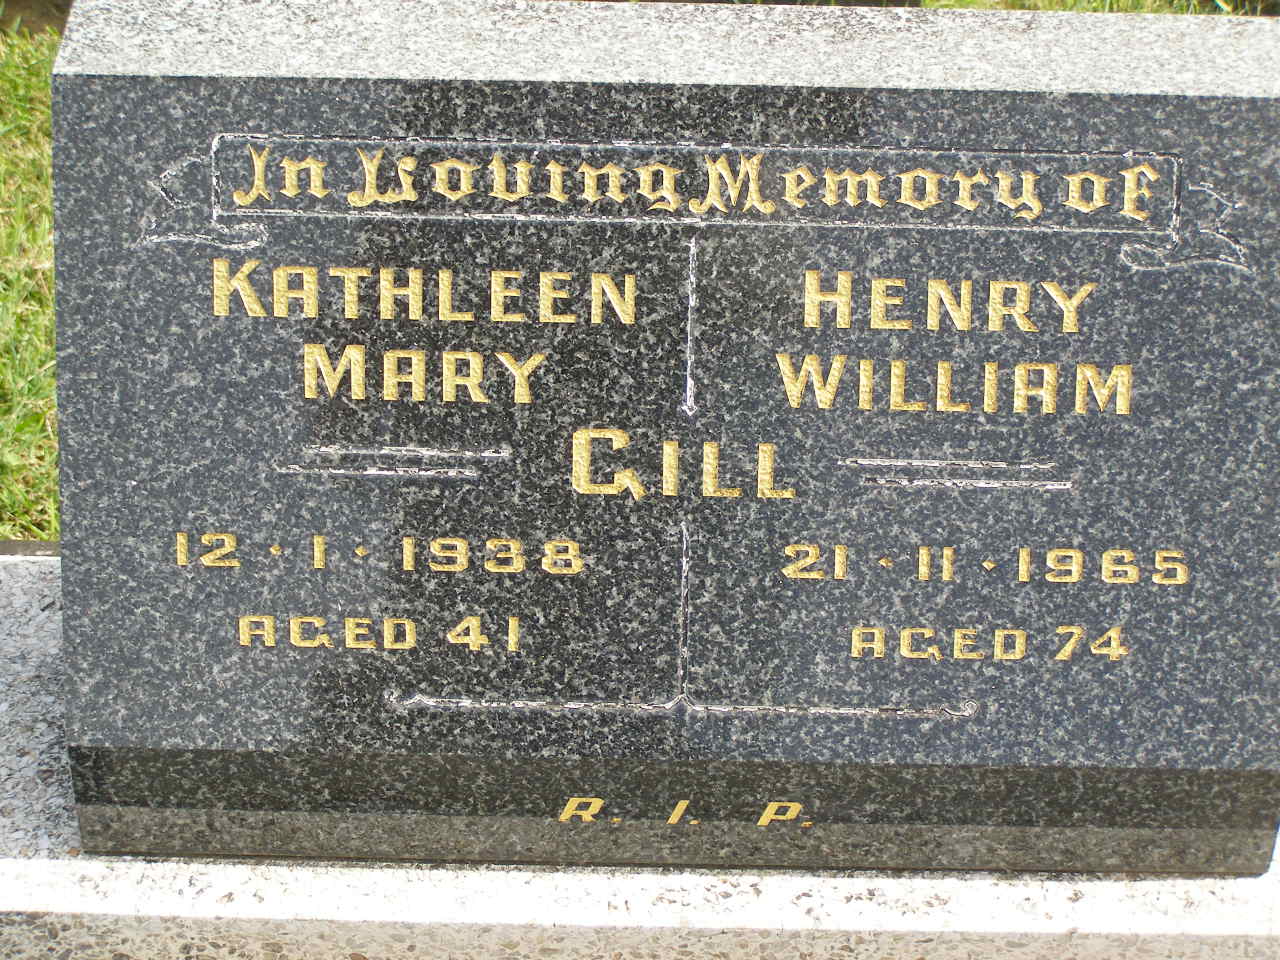 In Loving Memory of
KATHLEEN
MARY
HENRY
WILLIAM
GILL
12·1·1938
AGED 41
21·11·1965
AGED 74
R.I.P.